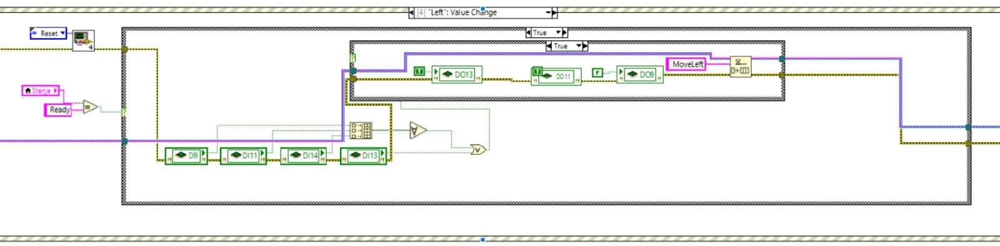 [4] "Left": Value Change
Reset
4
True
True
?
T
DO13
T
DO11
F
DO9
MoveLeft
Stanje
Ready
=
?
V
DI9
DI11
DI14
DI13